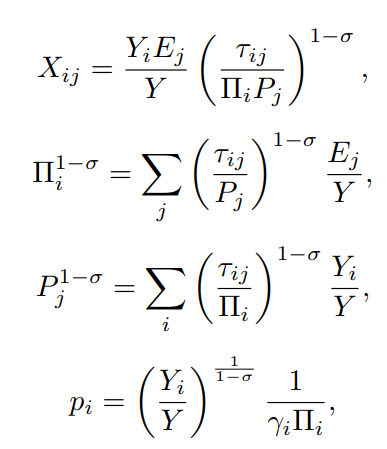 X_{ij} = \frac{Y_i E_j}{Y} \left( \frac{\tau_{ij}}{\Pi_i P_j} \right)^{1-\sigma},
\Pi_i^{1-\sigma} = \sum_j \left( \frac{\tau_{ij}}{P_j} \right)^{1-\sigma} \frac{E_j}{Y},
P_j^{1-\sigma} = \sum_i \left( \frac{\tau_{ij}}{\Pi_i} \right)^{1-\sigma} \frac{Y_i}{Y},
p_i = \left( \frac{Y_i}{Y} \right)^{\frac{1}{1-\sigma}} \frac{1}{\gamma_i \Pi_i},